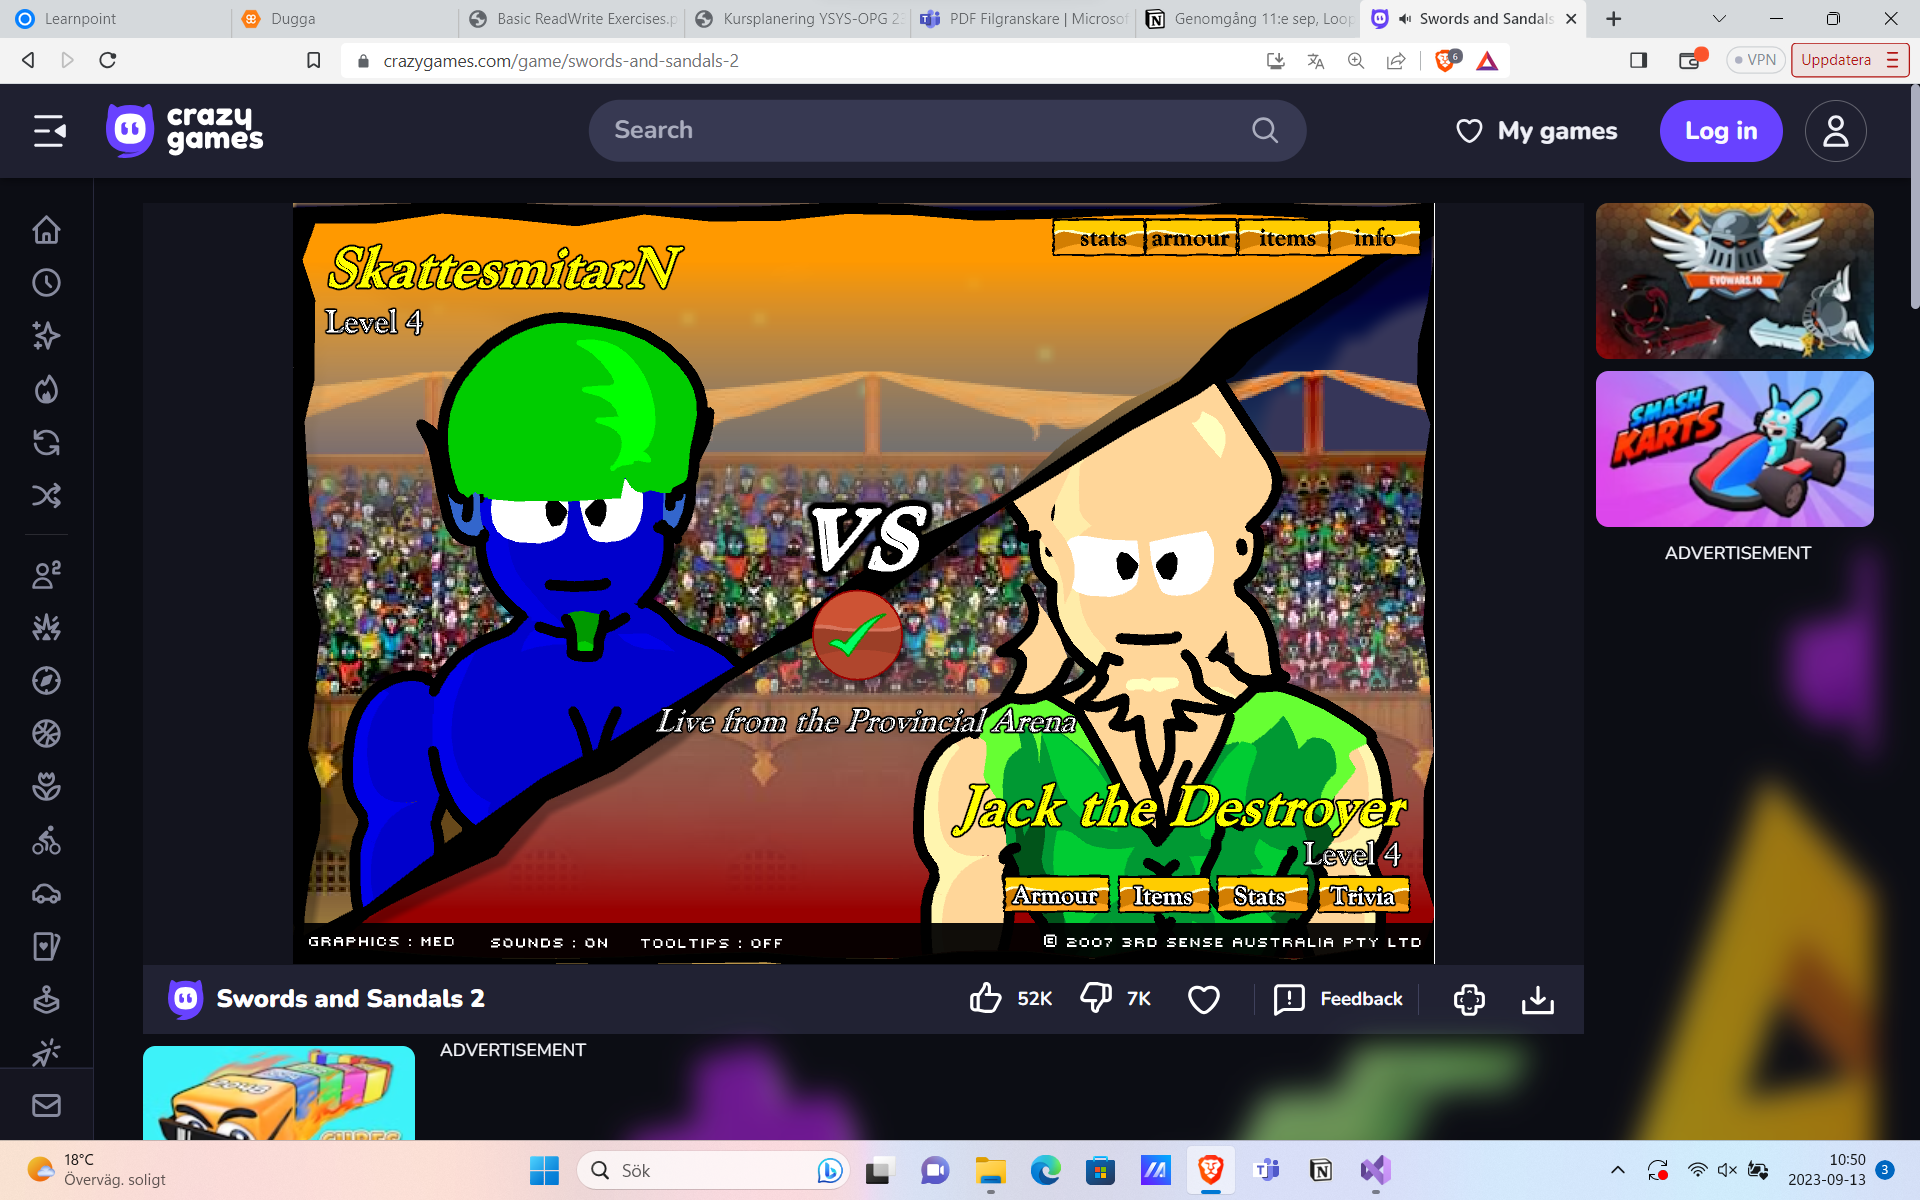 Learnpoint
Dugga
Basic ReadWrite Exercises.p
Kursplanering YSYS-OPG 23
PDF Filgranskare | Microsof
Genomgång 11:e sep, Loop
Swords and Sandals
crazygames.com/game/swords-and-sandals-2
6
VPN
Uppdatera
crazy games
Search
My games
Log in
stats armour items info
SkattesmitarN
Level 4
VS
Live from the Provincial Arena
Jack the Destroyer
Level 4
Armour Items Stats Trivia
GRAPHICS : MED SOUNDS : ON TOOLTIPS : OFF
© 2007 3RD SENSE AUSTRALIA PTY LTD
EVOWARS.IO
SMASH KARTS
ADVERTISEMENT
2
Swords and Sandals 2
52K
7K
Feedback
ADVERTISEMENT
2048
CUBES
18°C
Överväg. soligt
Sök
10:50
2023-09-13
3